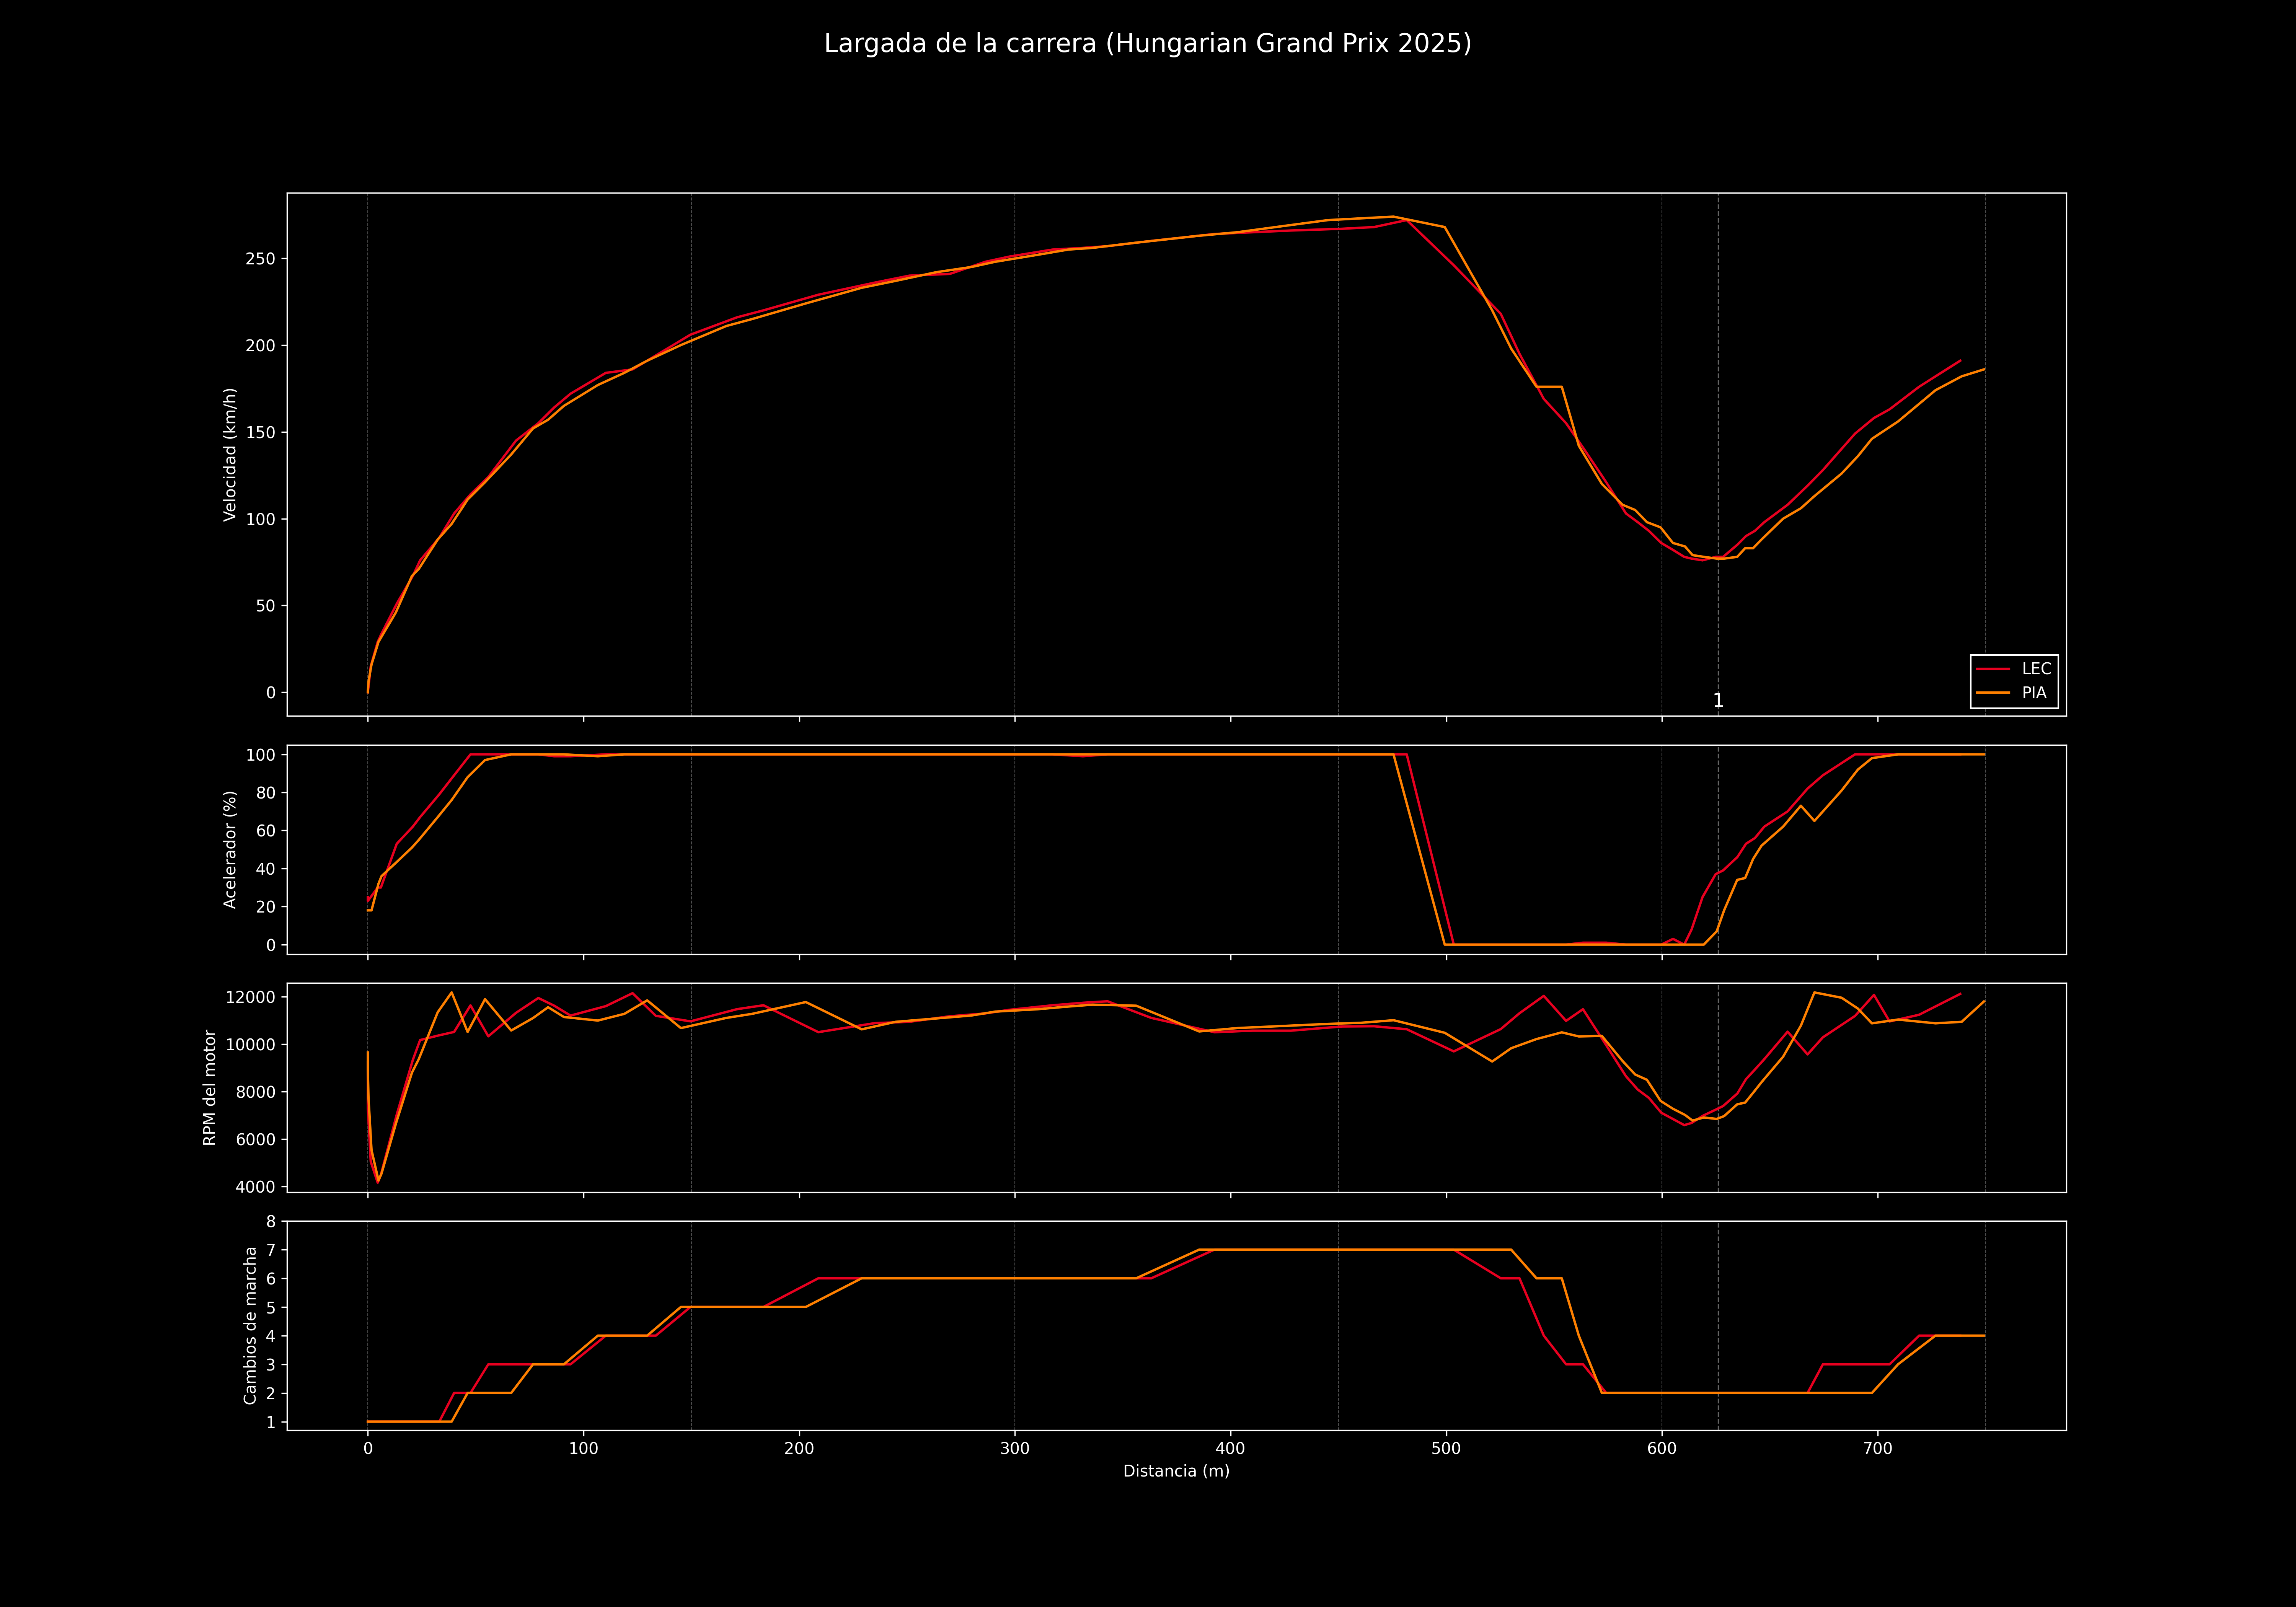 Largada de la carrera (Hungarian Grand Prix 2025)
Velocidad (km/h)
250
200
150
100
50
0
1
LEC
PIA
Acelerador (%)
100
80
60
40
20
0
RPM del motor
12000
10000
8000
6000
4000
Cambios de marcha
8
7
6
5
4
3
2
1
0 100 200 300 400 500 600 700
Distancia (m)